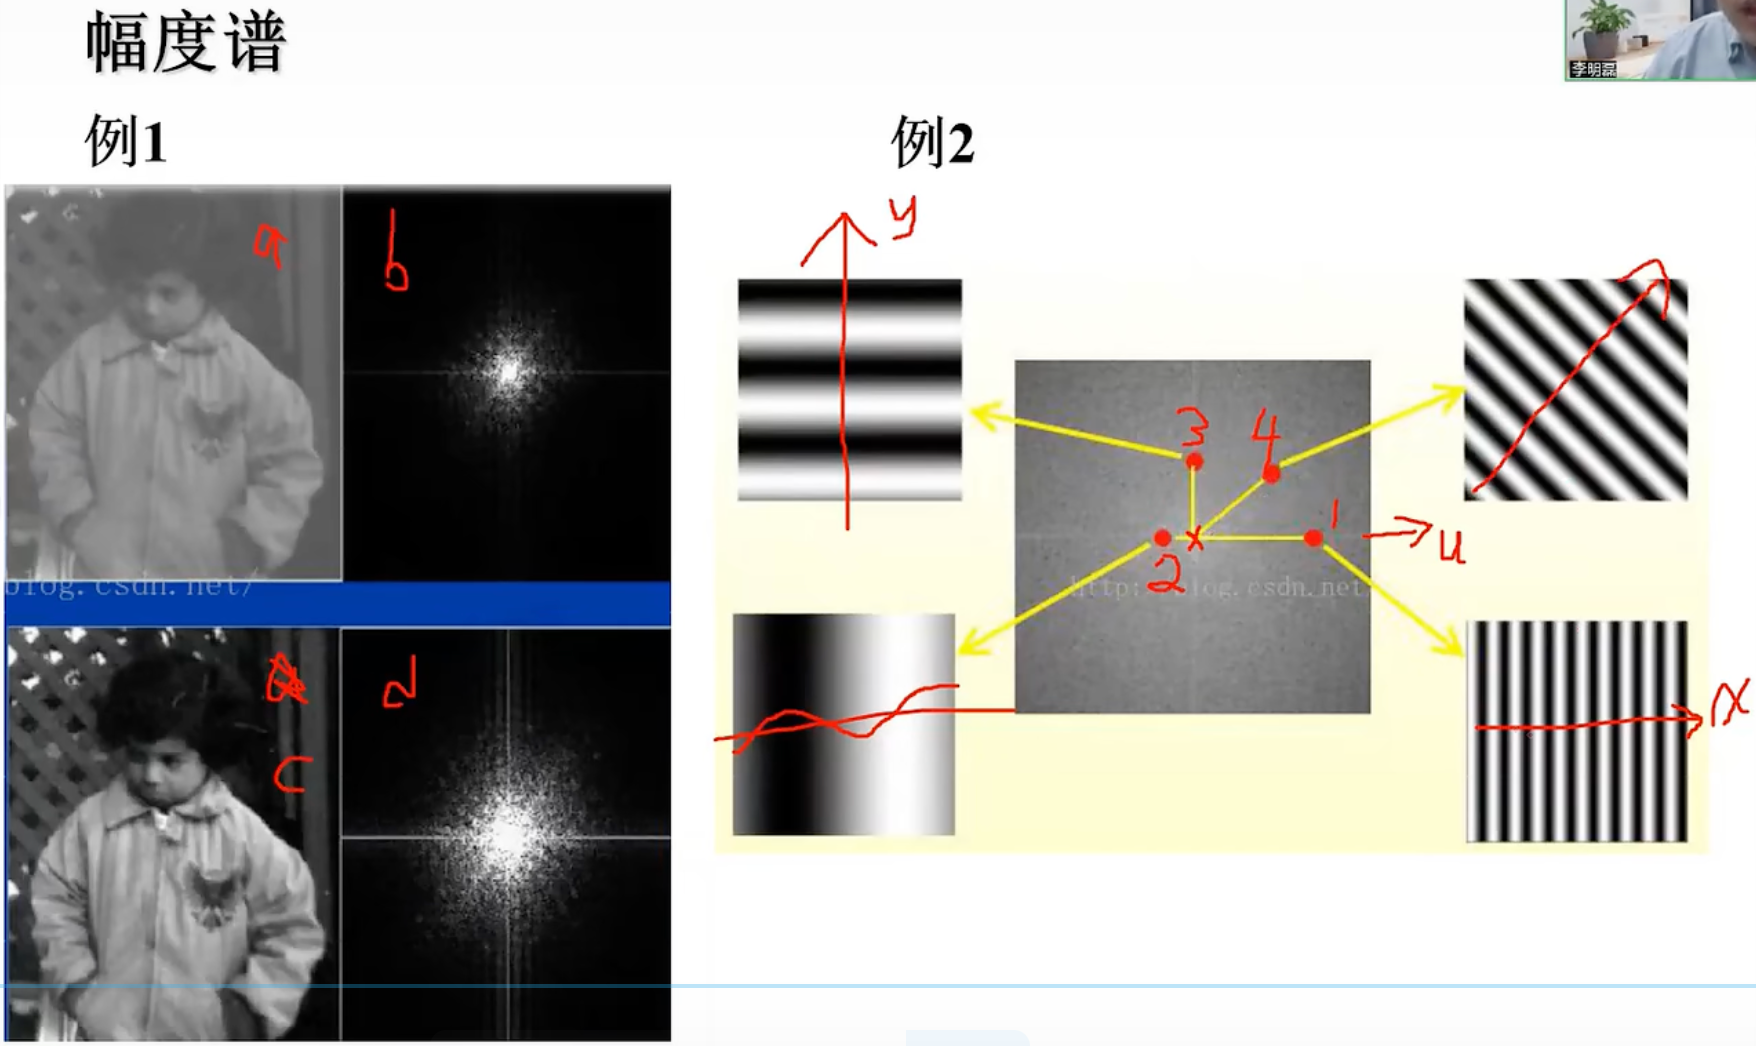 幅度谱
李明磊
例1
例2
a
b
blog.csdn.net/
c
d
y
3
4
1
2
u
http://blog.csdn.net/
x